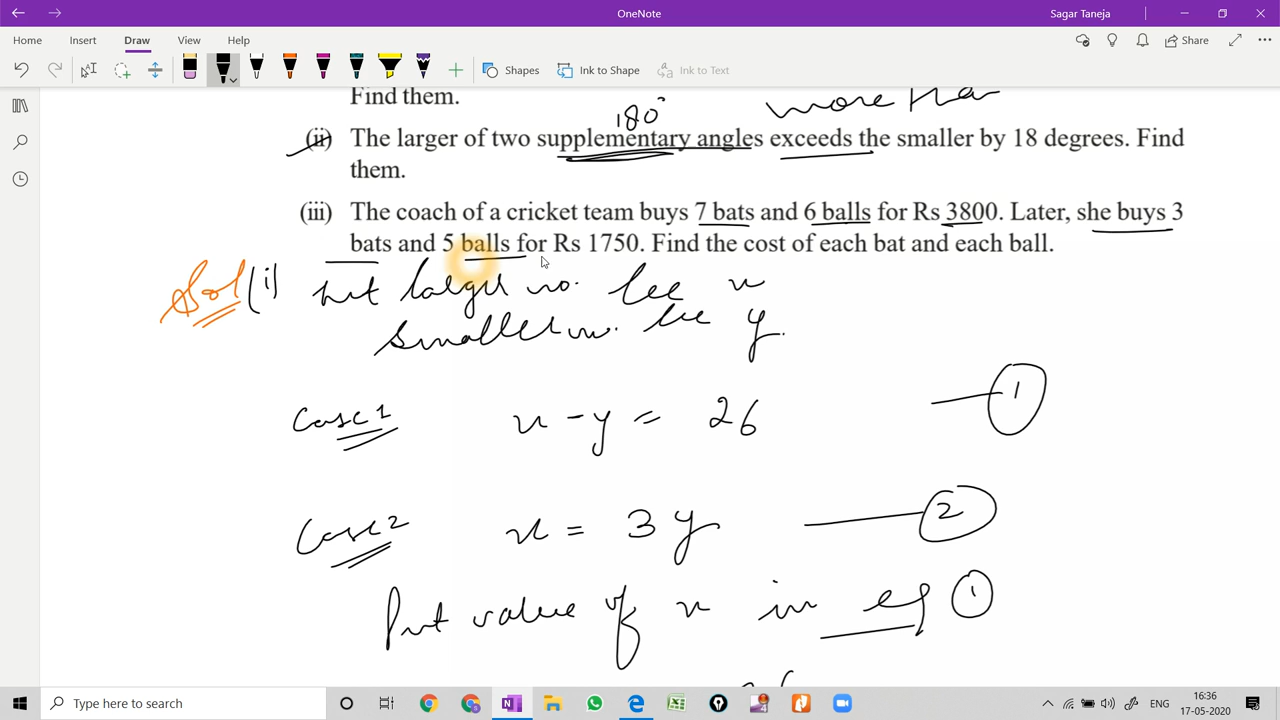 OneNote
Sagar Taneja
Home Insert Draw View Help
Share
Shapes Ink to Shape Ink to Text
Find them.
more than
180°
(ii) The larger of two supplementary angles exceeds the smaller by 18 degrees. Find
them.
(iii) The coach of a cricket team buys 7 bats and 6 balls for Rs 3800. Later, she buys 3
bats and 5 balls for Rs 1750. Find the cost of each bat and each ball.
Sol (i) Let larger no. be x
smaller no. be y.
Case 1 x - y = 26 1
Case 2 x = 3y 2
Put value of x in eq 1
Type here to search
4
ENG
16:36
17-05-2020